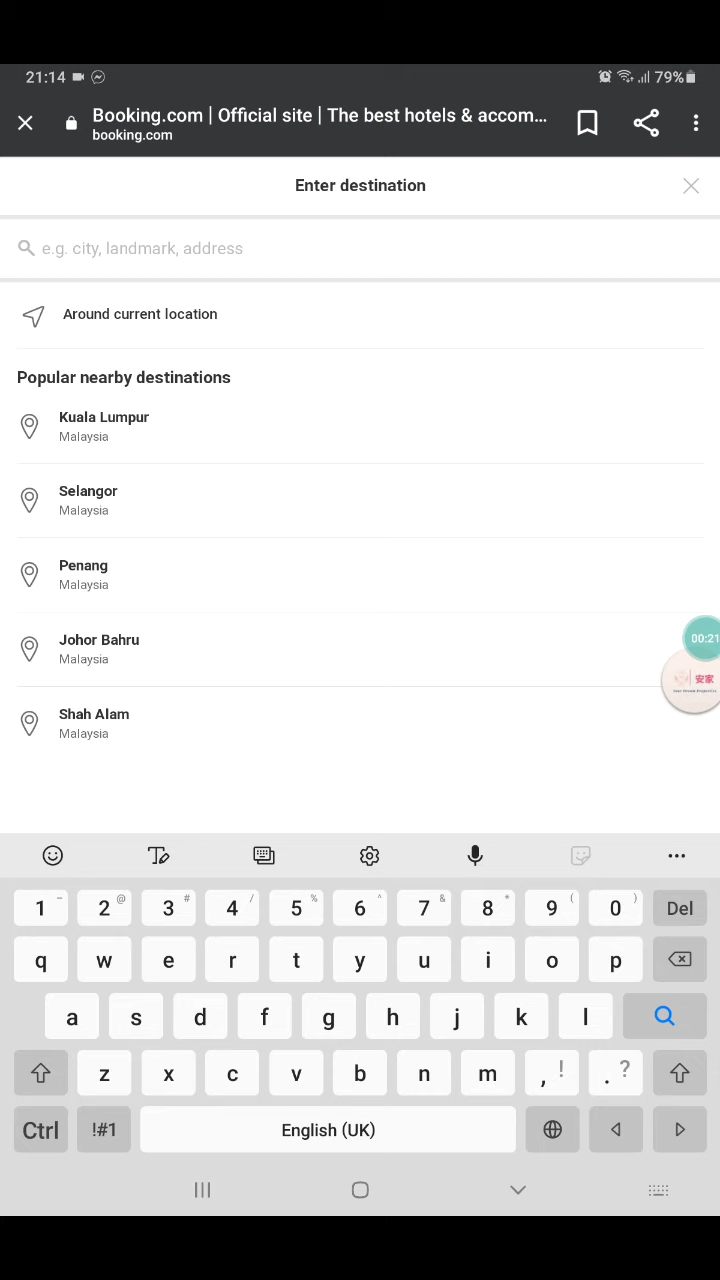 21:14
79%
Booking.com | Official site | The best hotels & accom...
booking.com
Enter destination
e.g. city, landmark, address
Around current location
Popular nearby destinations
Kuala Lumpur
Malaysia
Selangor
Malaysia
Penang
Malaysia
Johor Bahru
Malaysia
00:21
安家
Shah Alam
Malaysia
1 2 @ 3 # 4 / 5 % 6 ^ 7 & 8 * 9 ( 0 ) Del
q w e r t y u i o p
a s d f g h j k l
z x c v b n m , ! . ?
Ctrl !#1 English (UK)